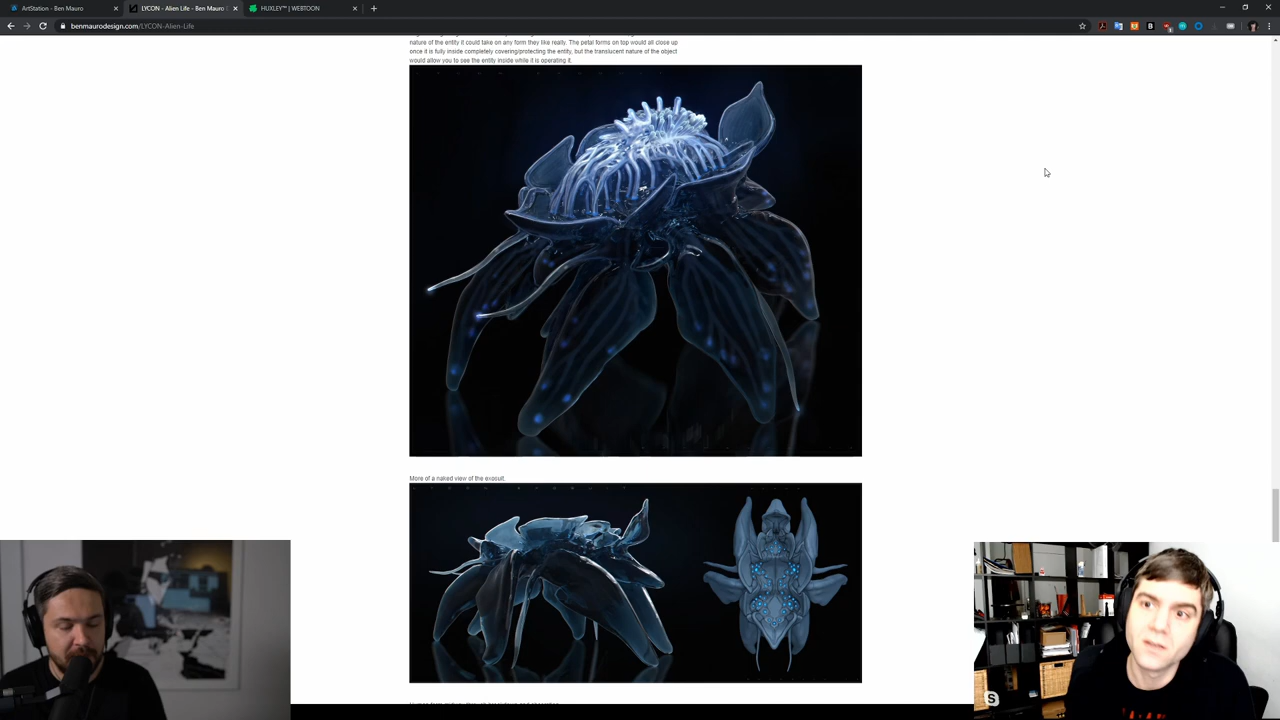 ArtStation - Ben Mauro
LYCON - Alien Life - Ben Mauro
HUXLEY™ | WEBTOON
benmaurodesign.com/LYCON-Alien-Life
nature of the entity it could take on any form they like really. The petal forms on top would all close up
once it is fully inside completely covering/protecting the entity, but the translucent nature of the object
would allow you to see the entity inside while it is operating it.
More of a naked view of the exosuit.